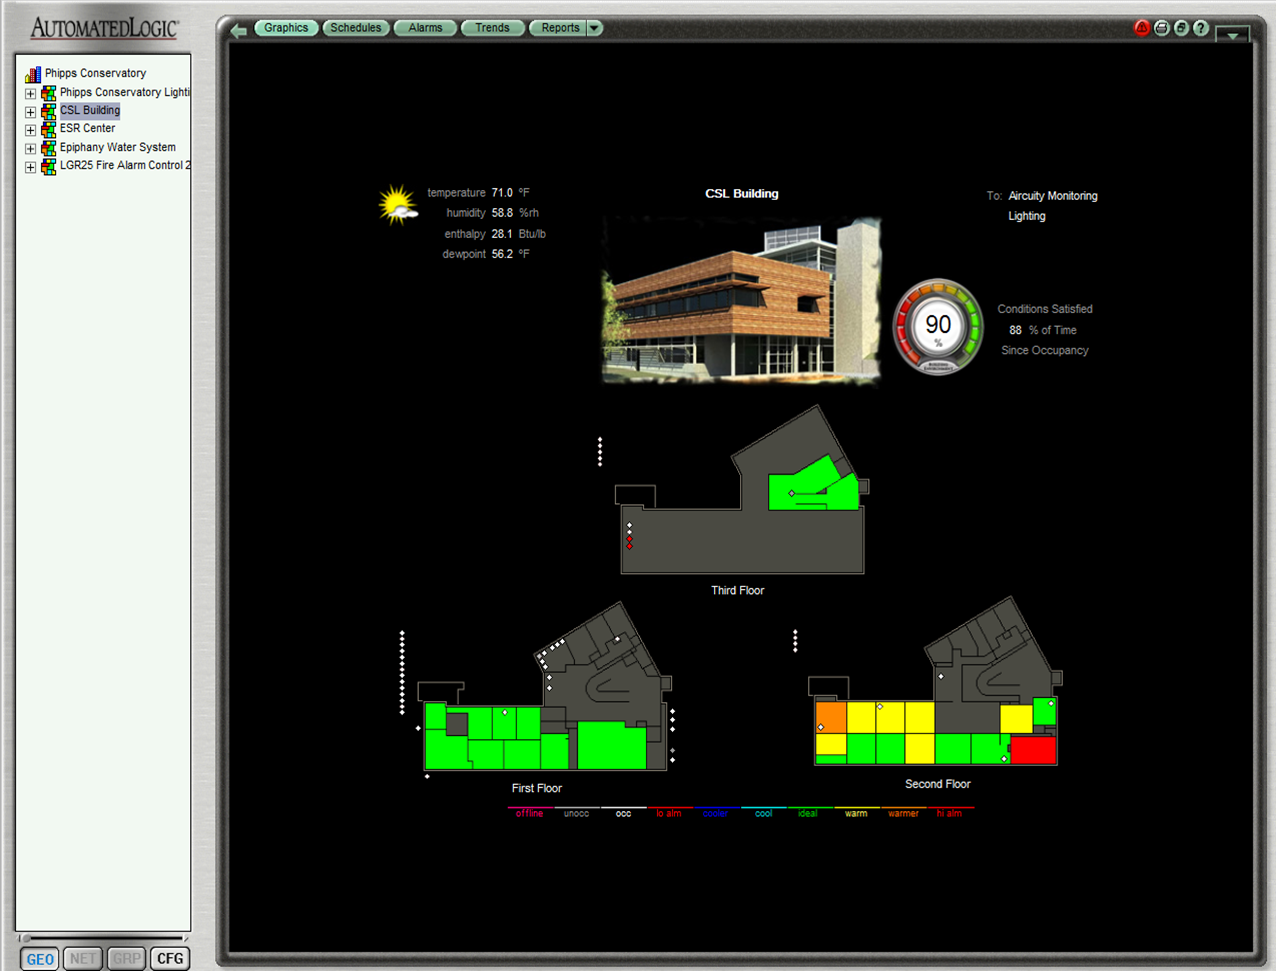 AUTOMATEDLOGIC®
Graphics Schedules Alarms Trends Reports
Phipps Conservatory
Phipps Conservatory Lighti
CSL Building
ESR Center
Epiphany Water System
LGR25 Fire Alarm Control 2
temperature 71.0 °F
humidity 58.8 %rh
enthalpy 28.1 Btu/lb
dewpoint 56.2 °F
CSL Building
To: Aircuity Monitoring
Lighting
90
%
Conditions Satisfied
88 % of Time
Since Occupancy
Third Floor
First Floor
Second Floor
offline unocc occ lo alm cooler cool ideal warm warmer hi alm
GEO NET GRP CFG